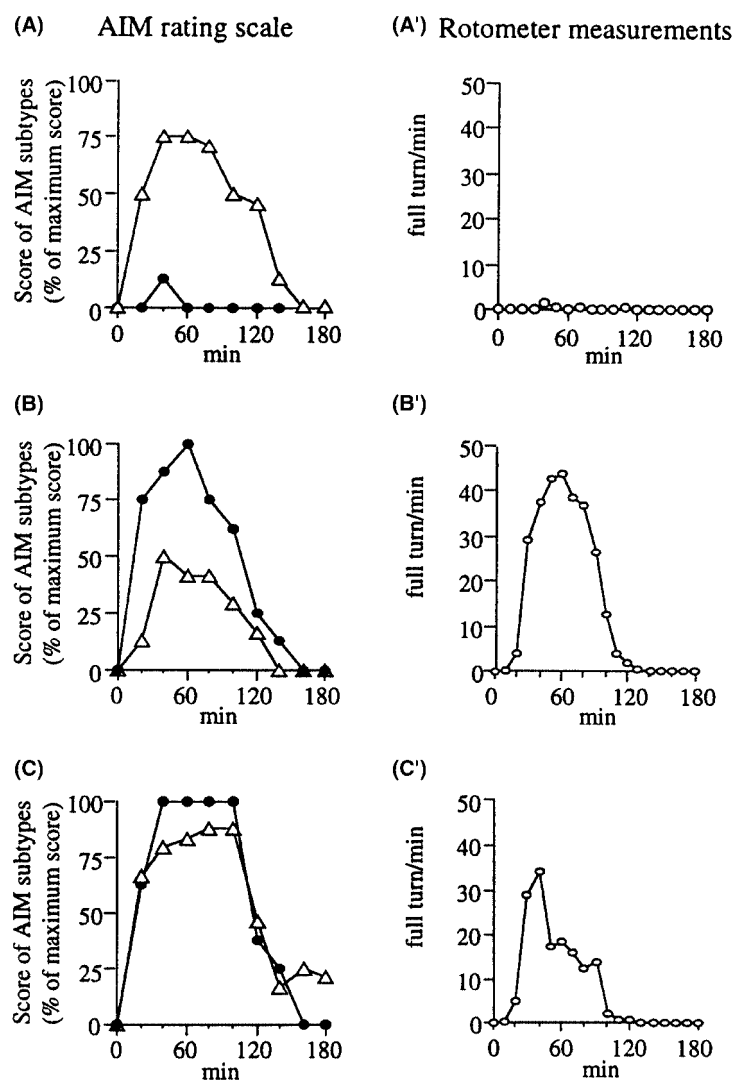 (A) AIM rating scale
(A') Rotometer measurements
Score of AIM subtypes
(% of maximum score)
100
75
50
25
0
0 60 120 180
min
full turn/min
50
40
30
20
10
0
0 60 120 180
min
(B)
(B')
Score of AIM subtypes
(% of maximum score)
100
75
50
25
0
0 60 120 180
min
full turn/min
50
40
30
20
10
0
0 60 120 180
min
(C)
(C')
Score of AIM subtypes
(% of maximum score)
100
75
50
25
0
0 60 120 180
min
full turn/min
50
40
30
20
10
0
0 60 120 180
min